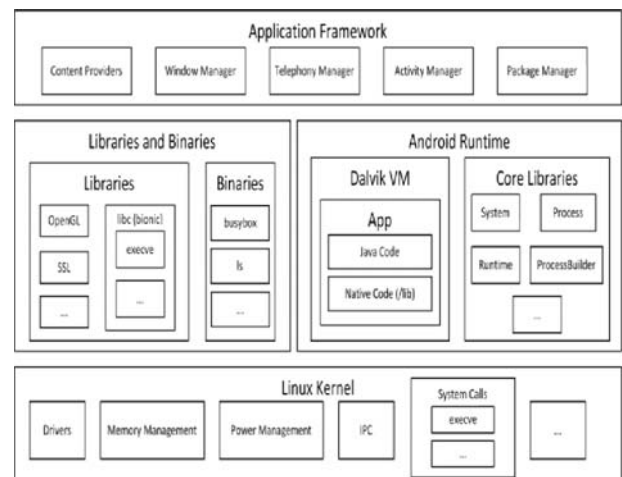 Application Framework
Content Providers
Window Manager
Telephony Manager
Activity Manager
Package Manager
Libraries and Binaries
Libraries
OpenGL
SSL
...
libc (bionic)
execve
...
Binaries
busybox
ls
...
Android Runtime
Dalvik VM
App
Java Code
Native Code (/lib)
Core Libraries
System
Process
Runtime
ProcessBuilder
...
Linux Kernel
Drivers
Memory Management
Power Management
IPC
System Calls
execve
...
...